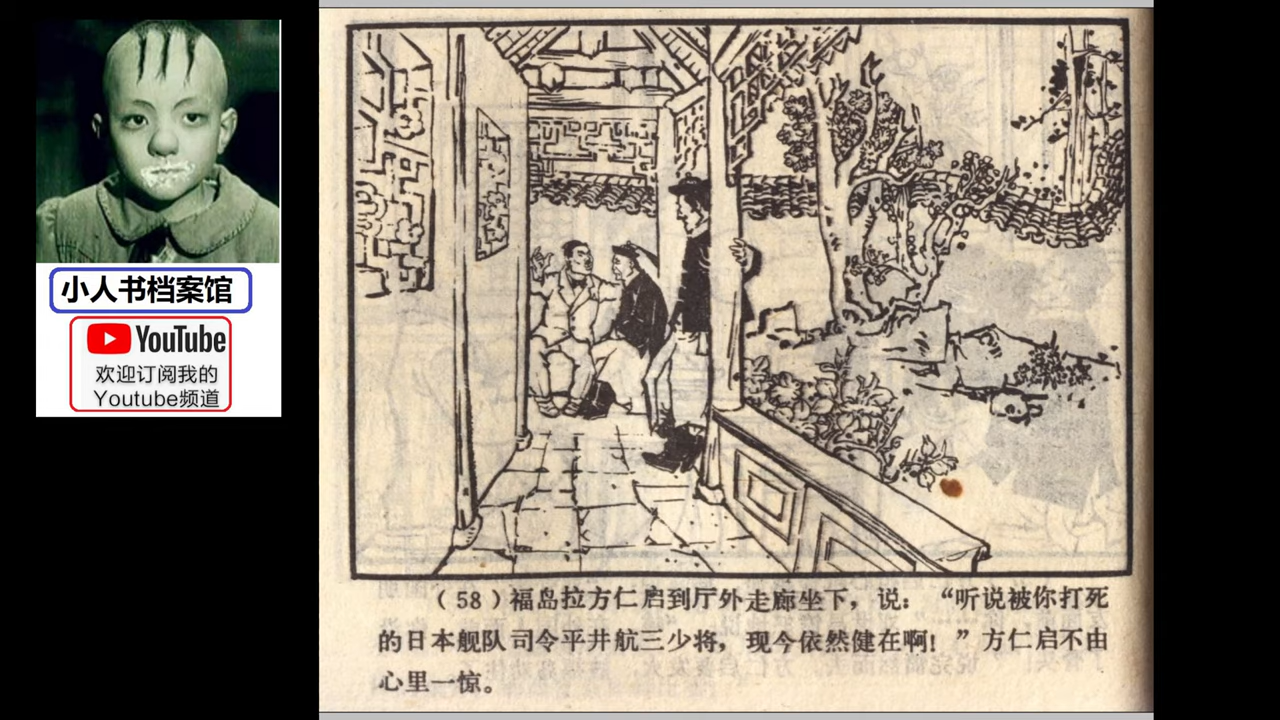 小人书档案馆
YouTube
欢迎订阅我的
Youtube频道
（58）福岛拉方仁启到厅外走廊坐下，说：“听说被你打死
的日本舰队司令平井航三少将，现今依然健在啊！”方仁启不由
心里一惊。